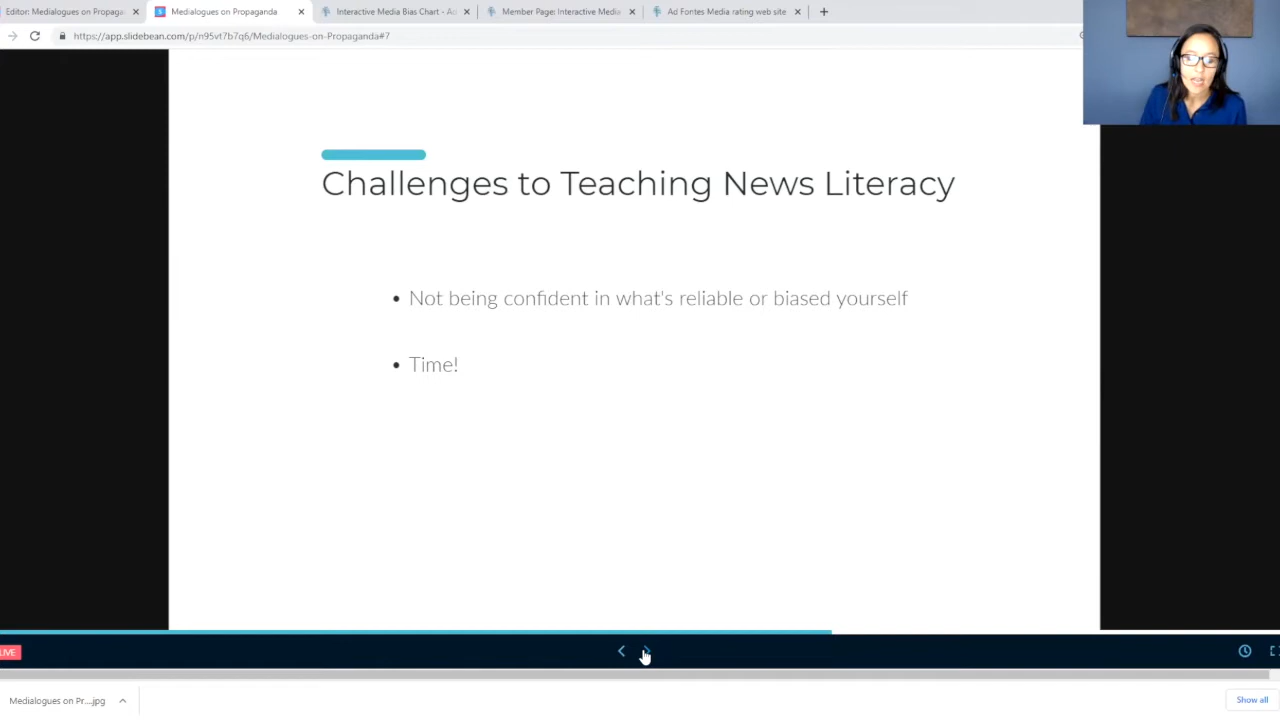 Editor: Medialogues on Propaga
Medialogues on Propaganda
Interactive Media Bias Chart - Ad
Member Page: Interactive Media
Ad Fontes Media rating web site
https://app.slidebean.com/p/n95vt7b7q6/Medialogues-on-Propaganda#7
Challenges to Teaching News Literacy
• Not being confident in what's reliable or biased yourself
• Time!
LIVE
Medialogues on Pr....jpg
Show all